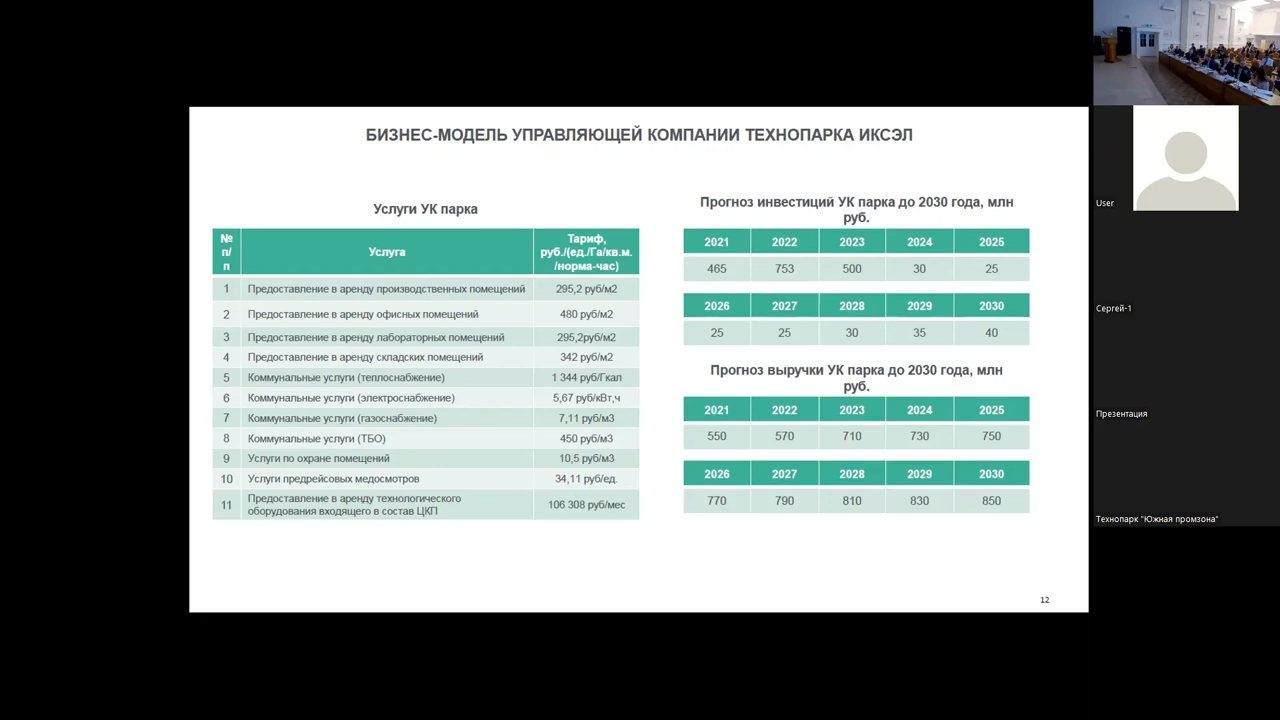 БИЗНЕС-МОДЕЛЬ УПРАВЛЯЮЩЕЙ КОМПАНИИ ТЕХНОПАРКА ИКСЭЛ
Услуги УК парка
№ п/п Услуга Тариф, руб./(ед./Га/кв.м./норма-час)
1 Предоставление в аренду производственных помещений 295,2 руб/м2
2 Предоставление в аренду офисных помещений 480 руб/м2
3 Предоставление в аренду лабораторных помещений 295,2руб/м2
4 Предоставление в аренду складских помещений 342 руб/м2
5 Коммунальные услуги (теплоснабжение) 1 344 руб/Гкал
6 Коммунальные услуги (электроснабжение) 5,67 руб/кВт,ч
7 Коммунальные услуги (газоснабжение) 7,11 руб/м3
8 Коммунальные услуги (ТБО) 450 руб/м3
9 Услуги по охране помещений 10,5 руб/м3
10 Услуги предрейсовых медосмотров 34,11 руб/ед.
11 Предоставление в аренду технологического
оборудования входящего в состав ЦКП 106 308 руб/мес
Прогноз инвестиций УК парка до 2030 года, млн
руб.
2021 2022 2023 2024 2025
465 753 500 30 25
2026 2027 2028 2029 2030
25 25 30 35 40
Прогноз выручки УК парка до 2030 года, млн
руб.
2021 2022 2023 2024 2025
550 570 710 730 750
2026 2027 2028 2029 2030
770 790 810 830 850
12
User
Сергей-1
Презентация
Технопарк "Южная промзона"